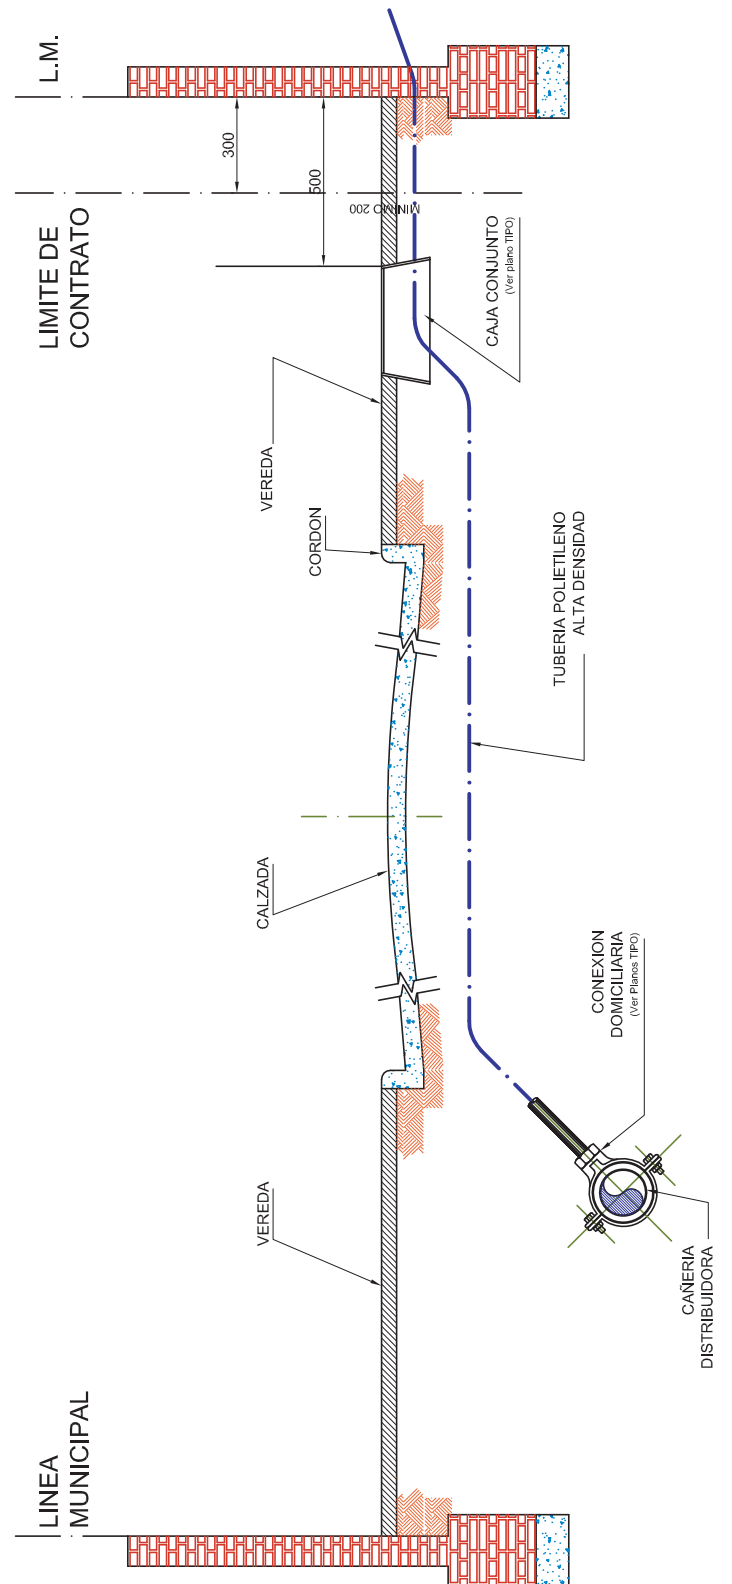 LINEA
MUNICIPAL
LIMITE DE
CONTRATO
L.M.
300
500
MINIMO 200
VEREDA
CALZADA
CORDON
VEREDA
CAJA CONJUNTO
(Ver plano TIPO)
TUBERIA POLIETILENO
ALTA DENSIDAD
CONEXION
DOMICILIARIA
(Ver Planos TIPO)
CAÑERIA
DISTRIBUIDORA